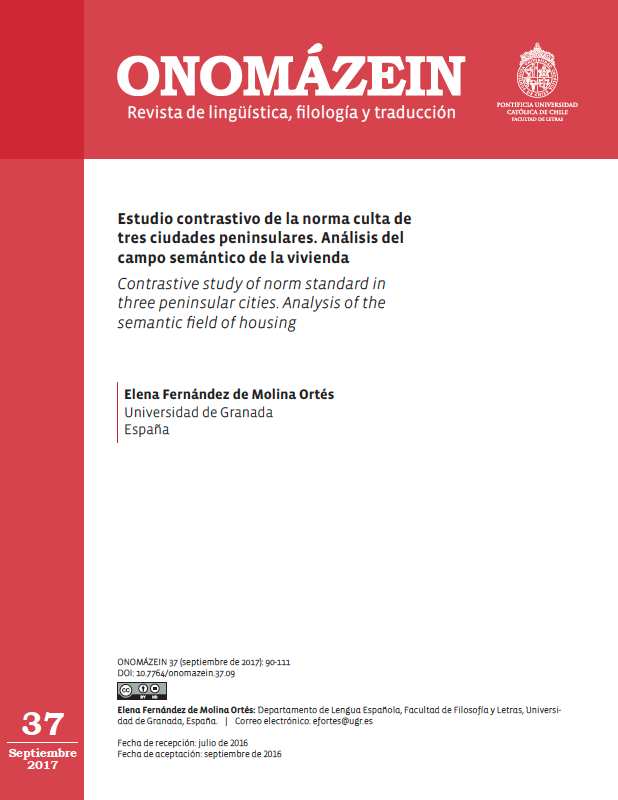 ONOMÁZEIN
Revista de lingüística, filología y traducción
PONTIFICIA UNIVERSIDAD
CATÓLICA DE CHILE
FACULTAD DE LETRAS
Estudio contrastivo de la norma culta de
tres ciudades peninsulares. Análisis del
campo semántico de la vivienda
Contrastive study of norm standard in
three peninsular cities. Analysis of the
semantic field of housing
Elena Fernández de Molina Ortés
Universidad de Granada
España
ONOMÁZEIN 37 (septiembre de 2017): 90-111
DOI: 10.7764/onomazein.37.09
cc BY ND
Elena Fernández de Molina Ortés: Departamento de Lengua Española, Facultad de Filosofía y Letras, Universi-
dad de Granada, España. | Correo electrónico: efortes@ugr.es
Fecha de recepción: julio de 2016
Fecha de aceptación: septiembre de 2016
37
Septiembre
2017